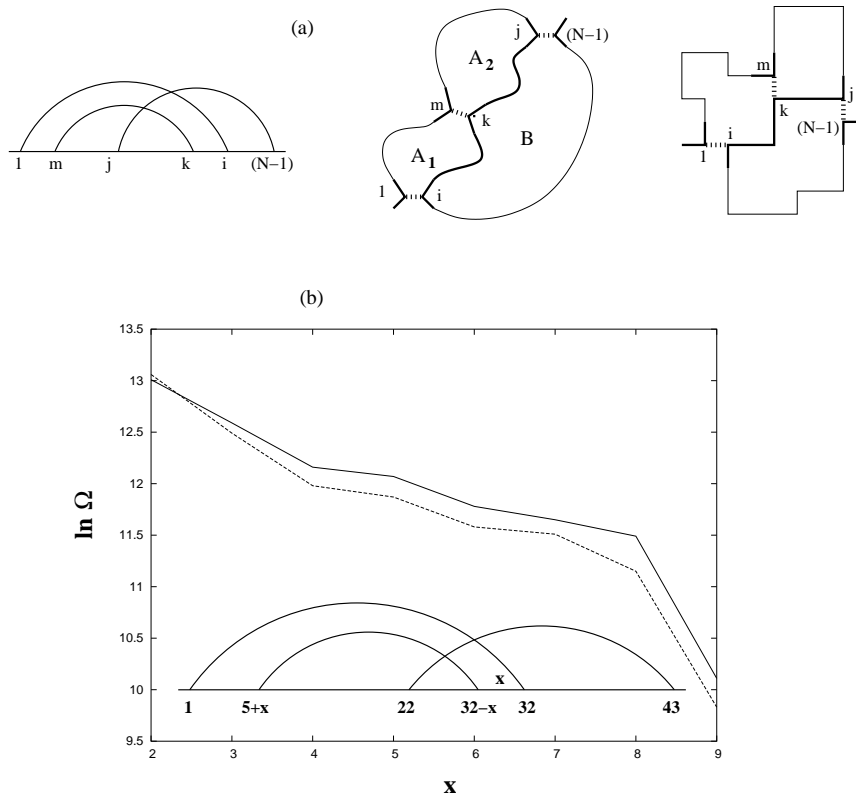 (a)
l m j k i (N−1)
j (N−1)
A2
m
k
B
A1
l i
m
k j
(N−1)
l i
(b)
13.5
13
12.5
12
11.5
11
10.5
10
9.5
ln Ω
x
1 5+x 22 32−x 32 43
2 3 4 5 6 7 8 9
x